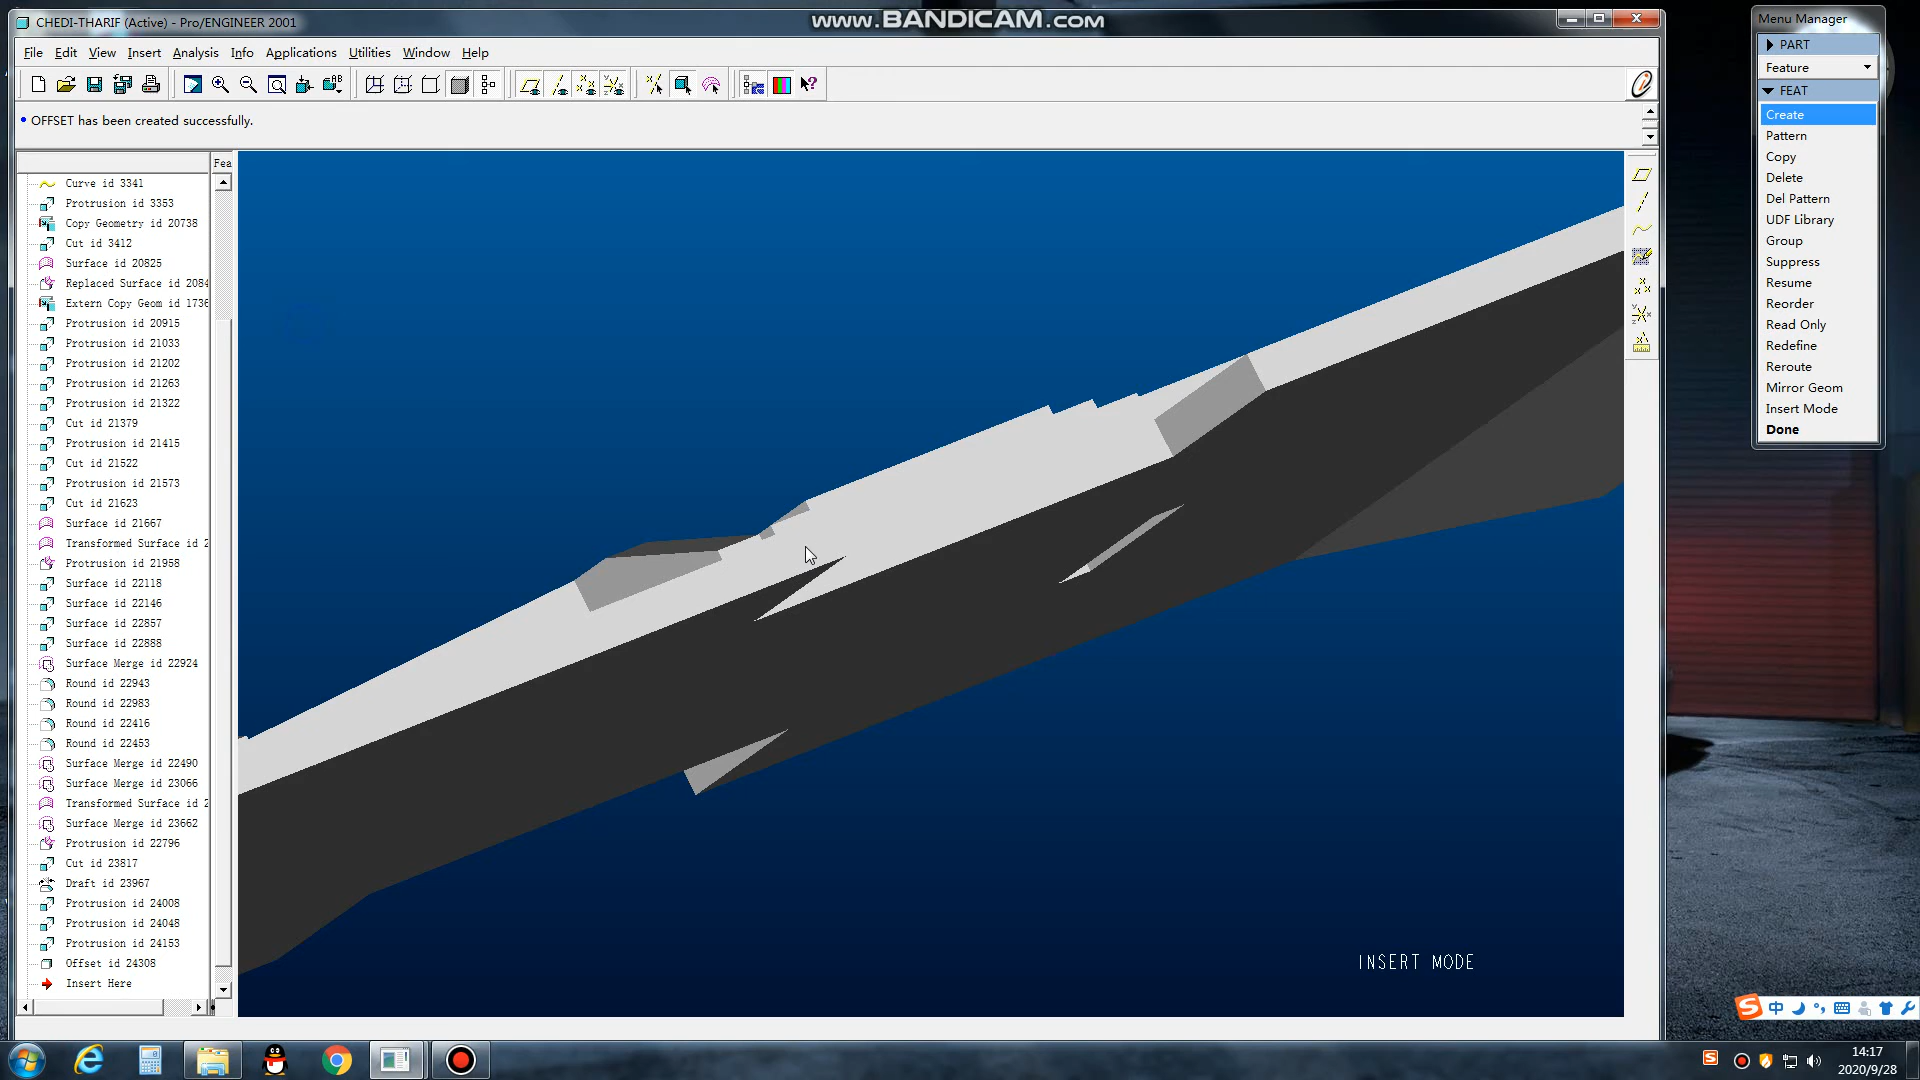 CHEDI-THARIF (Active) - Pro/ENGINEER 2001
www.BANDICAM.com
File Edit View Insert Analysis Info Applications Utilities Window Help
OFFSET has been created successfully.
Fea
Curve id 3341
Protrusion id 3353
Copy Geometry id 20738
Cut id 3412
Surface id 20825
Replaced Surface id 2084
Extern Copy Geom id 1736
Protrusion id 20915
Protrusion id 21033
Protrusion id 21202
Protrusion id 21263
Protrusion id 21322
Cut id 21379
Protrusion id 21415
Cut id 21522
Protrusion id 21573
Cut id 21623
Surface id 21667
Transformed Surface id 2
Protrusion id 21958
Surface id 22118
Surface id 22146
Surface id 22857
Surface id 22888
Surface Merge id 22924
Round id 22943
Round id 22983
Round id 22416
Round id 22453
Surface Merge id 22490
Surface Merge id 23066
Transformed Surface id 2
Surface Merge id 23662
Protrusion id 22796
Cut id 23817
Draft id 23967
Protrusion id 24008
Protrusion id 24048
Protrusion id 24153
Offset id 24308
Insert Here
INSERT MODE
Menu Manager
PART
Feature
FEAT
Create
Pattern
Copy
Delete
Del Pattern
UDF Library
Group
Suppress
Resume
Reorder
Read Only
Redefine
Reroute
Mirror Geom
Insert Mode
Done
中
14:17
2020/9/28